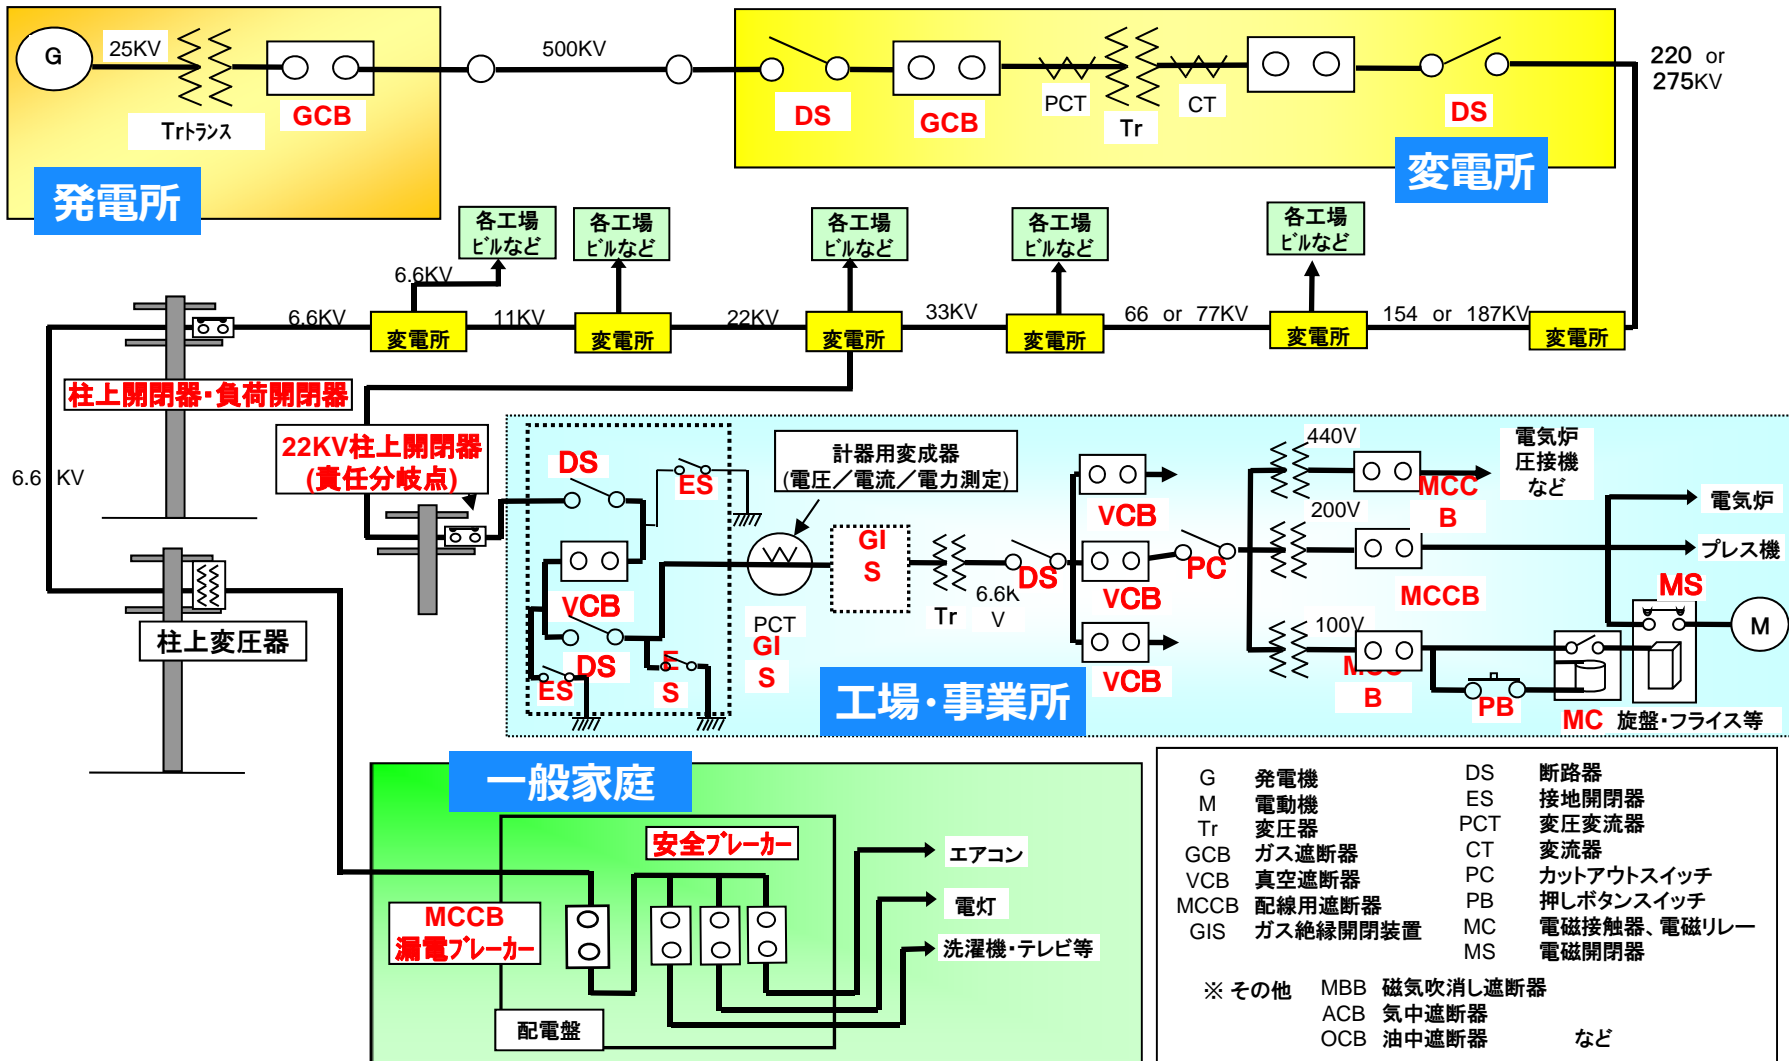 G
25KV
Trトランス
GCB
発電所
500KV
DS
GCB
PCT
Tr
CT
DS
変電所
220 or
275KV
各工場
ビルなど
各工場
ビルなど
各工場
ビルなど
各工場
ビルなど
各工場
ビルなど
6.6KV
6.6KV
変電所
11KV
変電所
22KV
変電所
33KV
変電所
66 or 77KV
変電所
154 or 187KV
変電所
柱上開閉器・負荷開閉器
6.6 KV
22KV柱上開閉器
(責任分岐点)
柱上変圧器
DS
ES
VCB
DS
ES
E
S
計器用変成器
(電圧／電流／電力測定)
PCT
GI
S
GI
S
Tr
DS
6.6K
V
VCB
VCB
VCB
PC
440V
MCC
B
電気炉
圧接機
など
200V
MCCB
電気炉
プレス機
100V
MCC
B
PB
MS
M
MC 旋盤・フライス等
工場・事業所
一般家庭
安全ブレーカー
MCCB
漏電ブレーカー
配電盤
エアコン
電灯
洗濯機・テレビ等
G 発電機
M 電動機
Tr 変圧器
GCB ガス遮断器
VCB 真空遮断器
MCCB 配線用遮断器
GIS ガス絶縁開閉装置
DS 断路器
ES 接地開閉器
PCT 変圧変流器
CT 変流器
PC カットアウトスイッチ
PB 押しボタンスイッチ
MC 電磁接触器、電磁リレー
MS 電磁開閉器
※ その他 MBB 磁気吹消し遮断器
ACB 気中遮断器
OCB 油中遮断器 など